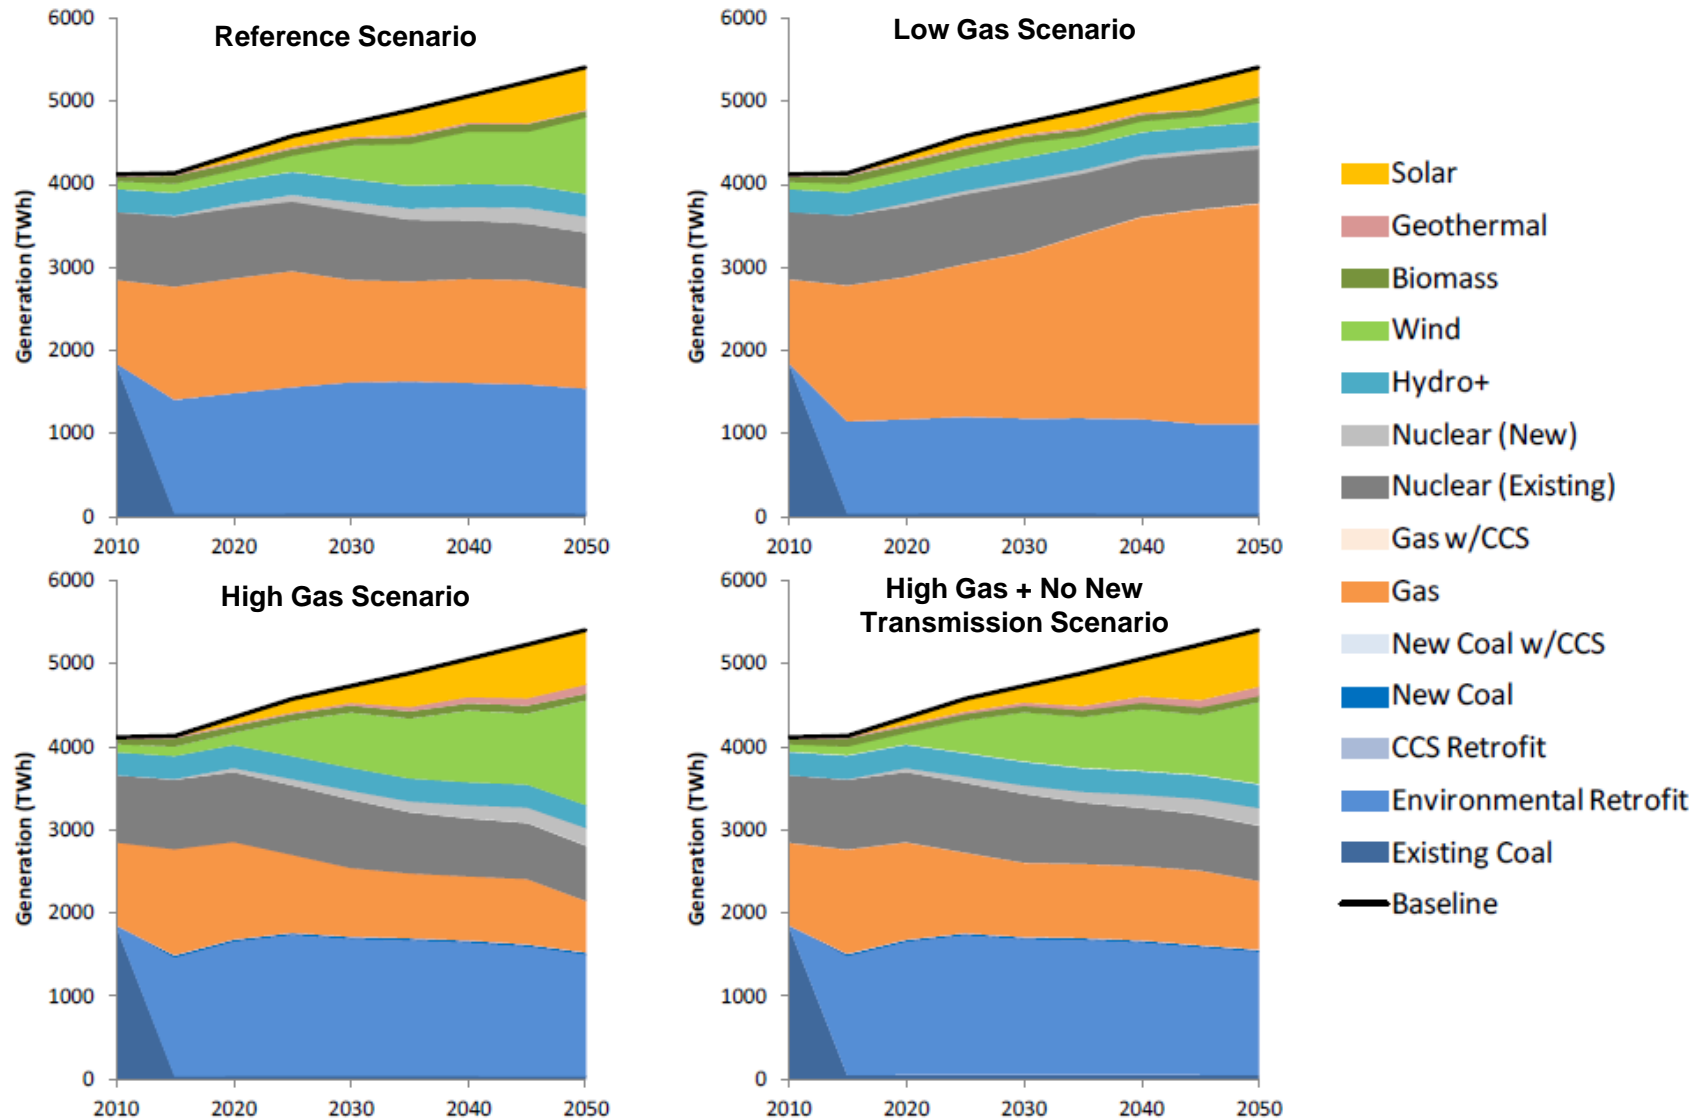 Reference Scenario
Generation (TWh)
6000
5000
4000
3000
2000
1000
0
2010 2020 2030 2040 2050
Low Gas Scenario
Generation (TWh)
6000
5000
4000
3000
2000
1000
0
2010 2020 2030 2040 2050
High Gas Scenario
Generation (TWh)
6000
5000
4000
3000
2000
1000
0
2010 2020 2030 2040 2050
High Gas + No New
Transmission Scenario
Generation (TWh)
6000
5000
4000
3000
2000
1000
0
2010 2020 2030 2040 2050
Solar
Geothermal
Biomass
Wind
Hydro+
Nuclear (New)
Nuclear (Existing)
Gas w/CCS
Gas
New Coal w/CCS
New Coal
CCS Retrofit
Environmental Retrofit
Existing Coal
Baseline